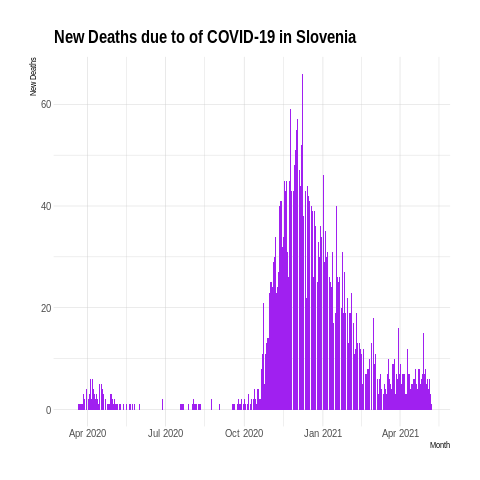 New Deaths due to of COVID-19 in Slovenia
New Deaths
60
40
20
0
Apr 2020 Jul 2020 Oct 2020 Jan 2021 Apr 2021
Month